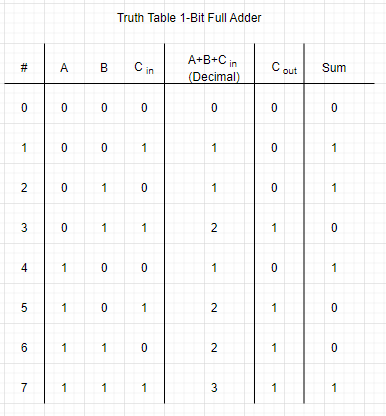 Truth Table 1-Bit Full Adder
# A B C in A+B+C in (Decimal) C out Sum
0 0 0 0 0 0 0
1 0 0 1 1 0 1
2 0 1 0 1 0 1
3 0 1 1 2 1 0
4 1 0 0 1 0 1
5 1 0 1 2 1 0
6 1 1 0 2 1 0
7 1 1 1 3 1 1